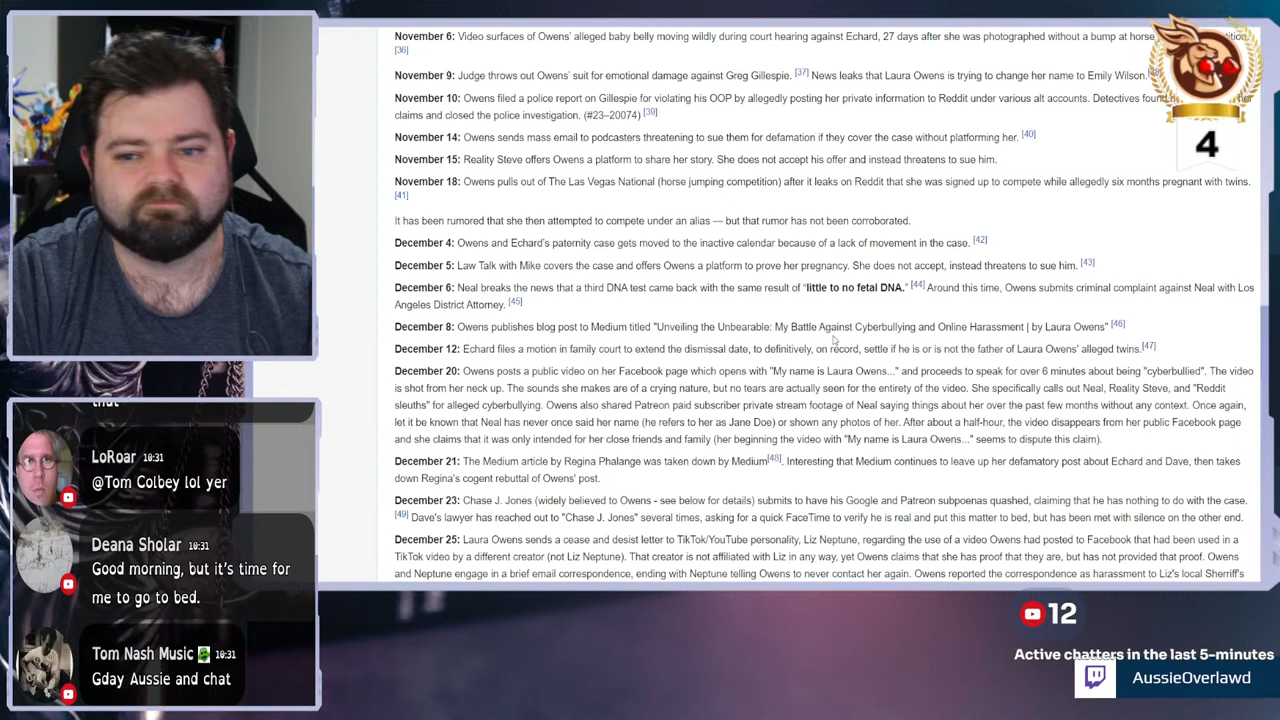 November 6: Video surfaces of Owens' alleged baby belly moving wildly during court hearing against Echard, 27 days after she was photographed without a bump at horse
[36]
November 9: Judge throws out Owens' suit for emotional damage against Greg Gillespie. [37] News leaks that Laura Owens is trying to change her name to Emily Wilson.
November 10: Owens filed a police report on Gillespie for violating his OOP by allegedly posting her private information to Reddit under various alt accounts. Detectives
claims and closed the police investigation. (#23–20074) [39]
November 14: Owens sends mass email to podcasters threatening to sue them for defamation if they cover the case without platforming her. [40]
November 15: Reality Steve offers Owens a platform to share her story. She does not accept his offer and instead threatens to sue him.
November 18: Owens pulls out of The Las Vegas National (horse jumping competition) after it leaks on Reddit that she was signed up to compete while allegedly six months pregnant with twins.
[41]
It has been rumored that she then attempted to compete under an alias — but that rumor has not been corroborated.
December 4: Owens and Echard's paternity case gets moved to the inactive calendar because of a lack of movement in the case. [42]
December 5: Law Talk with Mike covers the case and offers Owens a platform to prove her pregnancy. She does not accept, instead threatens to sue him. [43]
December 6: Neal breaks the news that a third DNA test came back with the same result of "little to no fetal DNA." [44] Around this time, Owens submits criminal complaint against Neal with Los
Angeles District Attorney. [45]
December 8: Owens publishes blog post to Medium titled "Unveiling the Unbearable: My Battle Against Cyberbullying and Online Harassment | by Laura Owens" [46]
December 12: Echard files a motion in family court to extend the dismissal date, to definitively, on record, settle if he is or is not the father of Laura Owens' alleged twins.[47]
December 20: Owens posts a public video on her Facebook page which opens with "My name is Laura Owens..." and proceeds to speak for over 6 minutes about being "cyberbullied". The video
is shot from her neck up. The sounds she makes are of a crying nature, but no tears are actually seen for the entirety of the video. She specifically calls out Neal, Reality Steve, and "Reddit
sleuths" for alleged cyberbullying. Owens also shared Patreon paid subscriber private stream footage of Neal saying things about her over the past few months without any context. Once again,
let it be known that Neal has never once said her name (he refers to her as Jane Doe) or shown any photos of her. After about a half-hour, the video disappears from her public Facebook page
and she claims that it was only intended for her close friends and family (her beginning the video with "My name is Laura Owens..." seems to dispute this claim).
December 21: The Medium article by Regina Phalange was taken down by Medium[48]. Interesting that Medium continues to leave up her defamatory post about Echard and Dave, then takes
down Regina's cogent rebuttal of Owens' post.
December 23: Chase J. Jones (widely believed to Owens - see below for details) submits to have his Google and Patreon subpoenas quashed, claiming that he has nothing to do with the case.
[49] Dave's lawyer has reached out to "Chase J. Jones" several times, asking for a quick FaceTime to verify he is real and put this matter to bed, but has been met with silence on the other end.
December 25: Laura Owens sends a cease and desist letter to TikTok/YouTube personality, Liz Neptune, regarding the use of a video Owens had posted to Facebook that had been used in a
TikTok video by a different creator (not Liz Neptune). That creator is not affiliated with Liz in any way, yet Owens claims that she has proof that they are, but has not provided that proof. Owens
and Neptune engage in a brief email correspondence, ending with Neptune telling Owens to never contact her again. Owens reported the correspondence as harassment to Liz's local Sherriff's
4
that
LoRoar 10:31
@Tom Colbey lol yer
Deana Sholar 10:31
Good morning, but it's time for
me to go to bed.
Tom Nash Music 10:31
Gday Aussie and chat
12
Active chatters in the last 5-minutes
AussieOverlawd